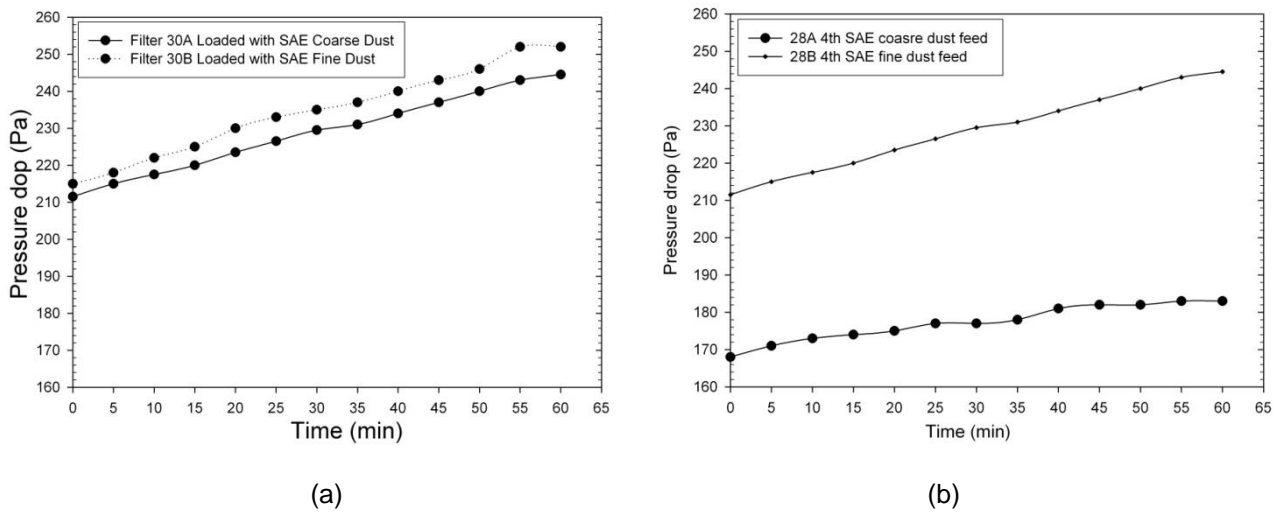 260
250
240
230
220
210
200
190
180
170
160
Pressure dop (Pa)
Filter 30A Loaded with SAE Coarse Dust
Filter 30B Loaded with SAE Fine Dust
0 5 10 15 20 25 30 35 40 45 50 55 60 65
Time (min)
(a)
260
250
240
230
220
210
200
190
180
170
160
Pressure drop (Pa)
28A 4th SAE coasre dust feed
28B 4th SAE fine dust feed
0 5 10 15 20 25 30 35 40 45 50 55 60 65
Time (min)
(b)